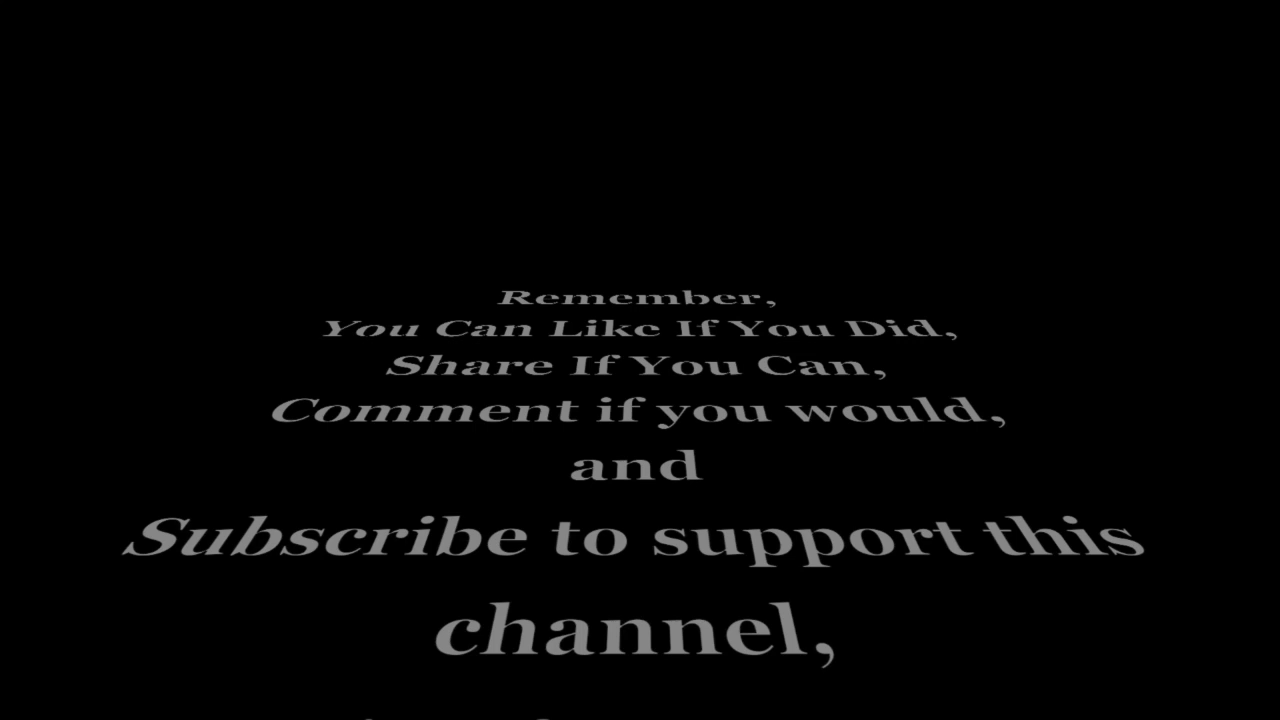 Remember,
You Can Like If You Did,
Share If You Can,
Comment if you would,
and
Subscribe to support this
channel,